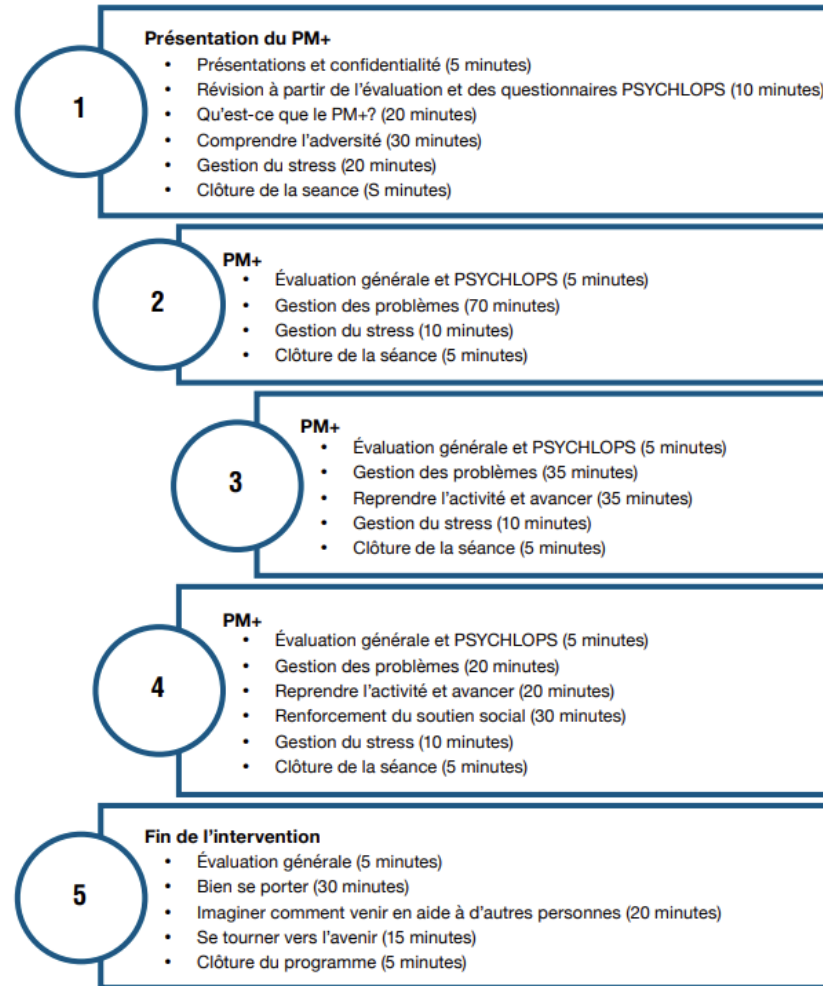 1
Présentation du PM+
• Présentations et confidentialité (5 minutes)
• Révision à partir de l'évaluation et des questionnaires PSYCHLOPS (10 minutes)
• Qu'est-ce que le PM+? (20 minutes)
• Comprendre l'adversité (30 minutes)
• Gestion du stress (20 minutes)
• Clôture de la seance (S minutes)
2
PM+
• Évaluation générale et PSYCHLOPS (5 minutes)
• Gestion des problèmes (70 minutes)
• Gestion du stress (10 minutes)
• Clôture de la séance (5 minutes)
3
PM+
• Évaluation générale et PSYCHLOPS (5 minutes)
• Gestion des problèmes (35 minutes)
• Reprendre l'activité et avancer (35 minutes)
• Gestion du stress (10 minutes)
• Clôture de la séance (5 minutes)
4
PM+
• Évaluation générale et PSYCHLOPS (5 minutes)
• Gestion des problèmes (20 minutes)
• Reprendre l'activité et avancer (20 minutes)
• Renforcement du soutien social (30 minutes)
• Gestion du stress (10 minutes)
• Clôture de la séance (5 minutes)
5
Fin de l'intervention
• Évaluation générale (5 minutes)
• Bien se porter (30 minutes)
• Imaginer comment venir en aide à d'autres personnes (20 minutes)
• Se tourner vers l'avenir (15 minutes)
• Clôture du programme (5 minutes)